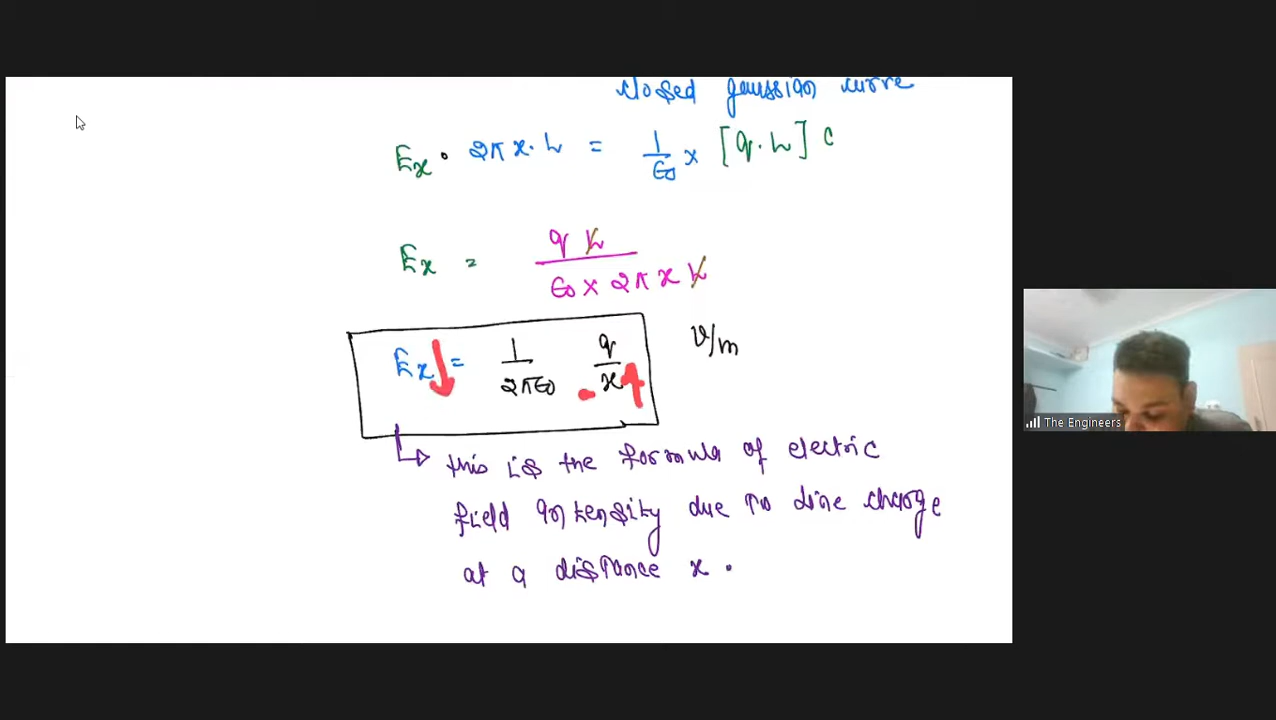 closed gaussian curve
Ex • 2π x. L = 1/ε0 x [q. L] C
Ex = q L / ε0 x 2π x L
Ex ↓ = 1/2πε0 . q/x ↑ v/m
this is the formula of electric
field intensity due to line charge
at a distance x .
The Engineers